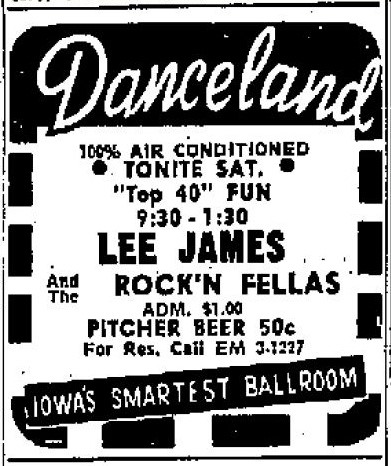 Danceland
100% AIR CONDITIONED
• TONITE SAT. •
"Top 40" FUN
9:30 - 1:30
LEE JAMES
And The ROCK'N FELLAS
ADM. $1.00
PITCHER BEER 50c
For Res. Call EM 3-1227
IOWA'S SMARTEST BALLROOM